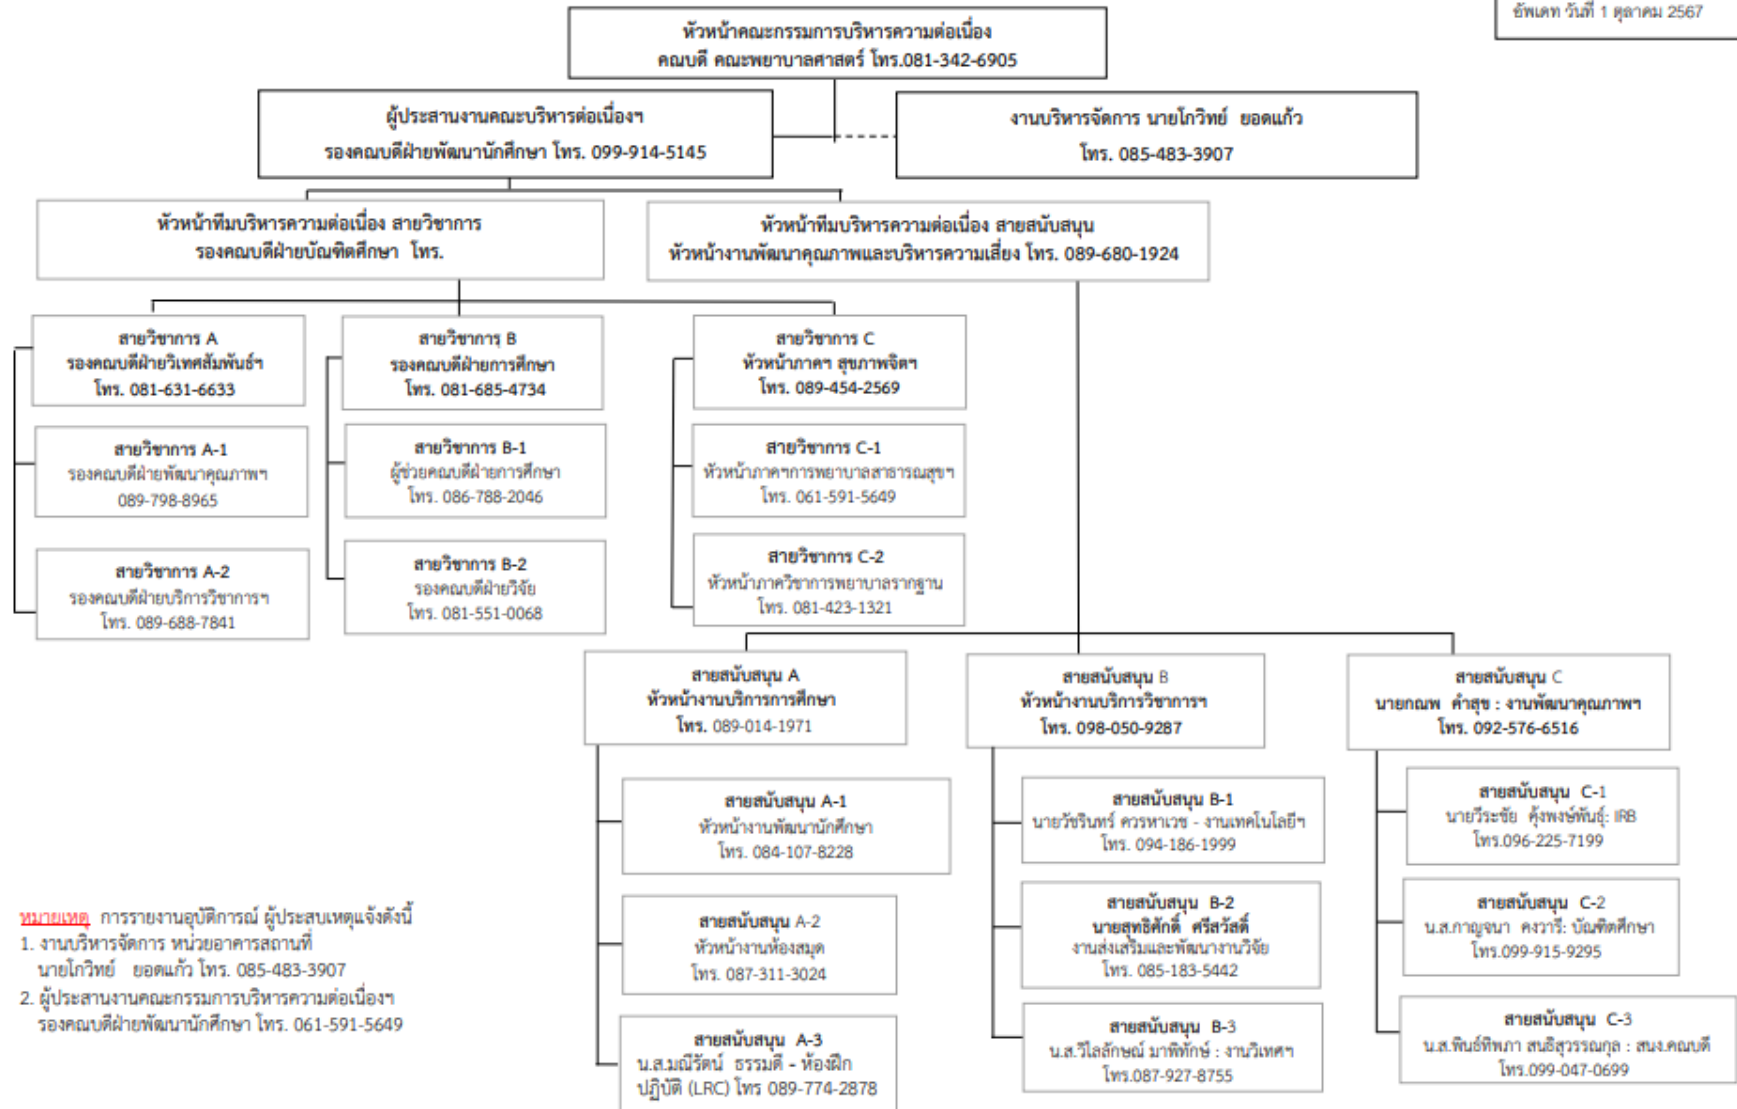 อัพเดท วันที่ 1 ตุลาคม 2567
หัวหน้าคณะกรรมการบริหารความต่อเนื่อง
คณบดี คณะพยาบาลศาสตร์ โทร.081-342-6905
ผู้ประสานงานคณะบริหารต่อเนื่องฯ
รองคณบดีฝ่ายพัฒนานักศึกษา โทร. 099-914-5145
งานบริหารจัดการ นายโกวิทย์ ยอดแก้ว
โทร. 085-483-3907
หัวหน้าทีมบริหารความต่อเนื่อง สายวิชาการ
รองคณบดีฝ่ายบัณฑิตศึกษา โทร.
หัวหน้าทีมบริหารความต่อเนื่อง สายสนับสนุน
หัวหน้างานพัฒนาคุณภาพและบริหารความเสี่ยง โทร. 089-680-1924
สายวิชาการ A
รองคณบดีฝ่ายวิเทศสัมพันธ์ฯ
โทร. 081-631-6633
สายวิชาการ B
รองคณบดีฝ่ายการศึกษา
โทร. 081-685-4734
สายวิชาการ C
หัวหน้าภาคฯ สุขภาพจิตฯ
โทร. 089-454-2569
สายวิชาการ A-1
รองคณบดีฝ่ายพัฒนาคุณภาพฯ
089-798-8965
สายวิชาการ B-1
ผู้ช่วยคณบดีฝ่ายการศึกษา
โทร. 086-788-2046
สายวิชาการ C-1
หัวหน้าภาคฯการพยาบาลสาธารณสุขฯ
โทร. 061-591-5649
สายวิชาการ A-2
รองคณบดีฝ่ายบริการวิชาการฯ
โทร. 089-688-7841
สายวิชาการ B-2
รองคณบดีฝ่ายวิจัย
โทร. 081-551-0068
สายวิชาการ C-2
หัวหน้าภาควิชาการพยาบาลรากฐาน
โทร. 081-423-1321
สายสนับสนุน A
หัวหน้างานบริการการศึกษา
โทร. 089-014-1971
สายสนับสนุน B
หัวหน้างานบริการวิชาการฯ
โทร. 098-050-9287
สายสนับสนุน C
นายกณพ คำสุข : งานพัฒนาคุณภาพฯ
โทร. 092-576-6516
สายสนับสนุน A-1
หัวหน้างานพัฒนานักศึกษา
โทร. 084-107-8228
สายสนับสนุน B-1
นายวัชรินทร์ ควรหาเวช - งานเทคโนโลยีฯ
โทร. 094-186-1999
สายสนับสนุน C-1
นายวีระชัย คุ้งพงษ์พันธุ์: IRB
โทร.096-225-7199
สายสนับสนุน A-2
หัวหน้างานห้องสมุด
โทร. 087-311-3024
สายสนับสนุน B-2
นายสุทธิศักดิ์ ศรีสวัสดิ์
งานส่งเสริมและพัฒนางานวิจัย
โทร. 085-183-5442
สายสนับสนุน C-2
น.ส.กาญจนา คงวารี: บัณฑิตศึกษา
โทร.099-915-9295
สายสนับสนุน A-3
น.ส.มณีรัตน์ ธรรมดี - ห้องฝึก
ปฏิบัติ (LRC) โทร 089-774-2878
สายสนับสนุน B-3
น.ส.วิไลลักษณ์ มาพิทักษ์ : งานวิเทศฯ
โทร.087-927-8755
สายสนับสนุน C-3
น.ส.พินธ์ทิพภา สนธิสุวรรณกุล : สนง.คณบดี
โทร.099-047-0699
หมายเหตุ การรายงานอุบัติการณ์ ผู้ประสบเหตุแจ้งดังนี้
1. งานบริหารจัดการ หน่วยอาคารสถานที่
นายโกวิทย์ ยอดแก้ว โทร. 085-483-3907
2. ผู้ประสานงานคณะกรรมการบริหารความต่อเนื่องฯ
รองคณบดีฝ่ายพัฒนานักศึกษา โทร. 061-591-5649